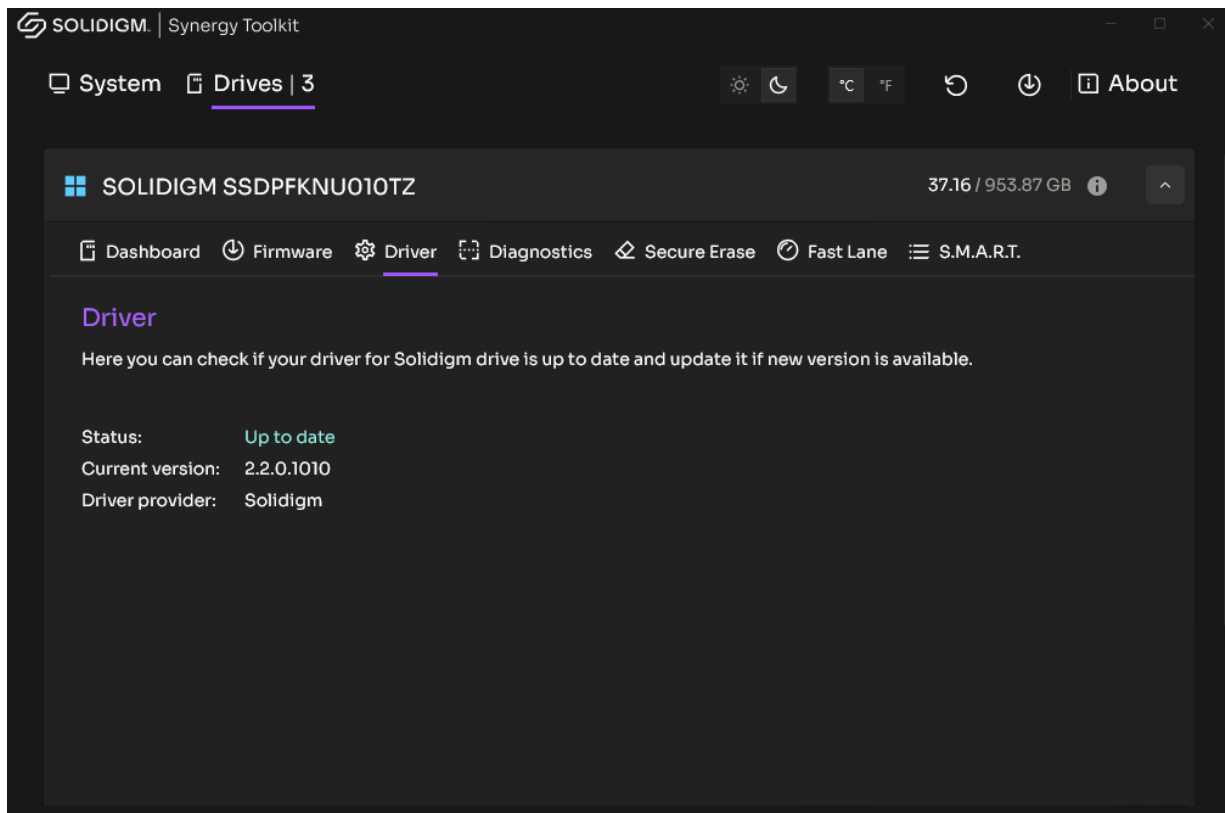 SOLIDIGM. | Synergy Toolkit
System Drives | 3 °C °F About
SOLIDIGM SSDPFKNU010TZ 37.16 / 953.87 GB
Dashboard Firmware Driver Diagnostics Secure Erase Fast Lane S.M.A.R.T.
Driver
Here you can check if your driver for Solidigm drive is up to date and update it if new version is available.
Status: Up to date
Current version: 2.2.0.1010
Driver provider: Solidigm